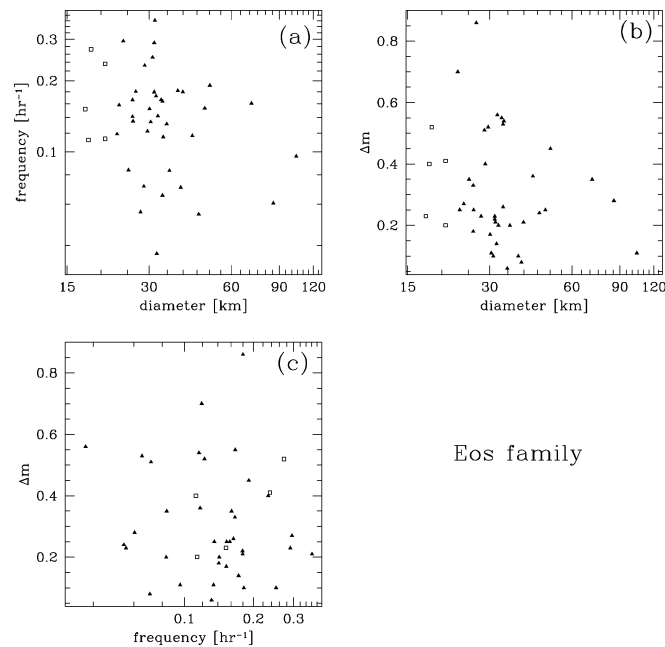 (a)
0.3
0.2
0.1
frequency [hr⁻¹]
15 30 60 90 120
diameter [km]
(b)
0.8
0.6
0.4
0.2
Δm
15 30 60 90 120
diameter [km]
(c)
0.8
0.6
0.4
0.2
Δm
0.1 0.2 0.3
frequency [hr⁻¹]
Eos family